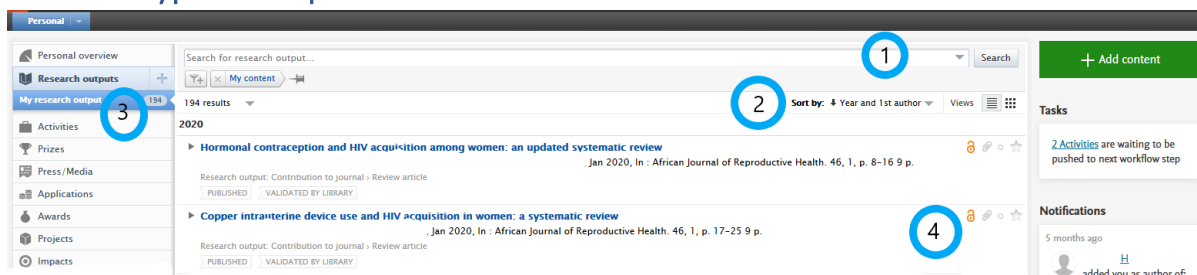 Personal
Personal overview
Research outputs
My research output 194
Activities
Prizes
Press/Media
Applications
Awards
Projects
Impacts
Search for research output...
Search
My content
194 results
Sort by: Year and 1st author
Views
2020
Hormonal contraception and HIV acquisition among women: an updated systematic review
, Jan 2020, In : African Journal of Reproductive Health. 46, 1, p. 8-16 9 p.
Research output: Contribution to journal › Review article
PUBLISHED VALIDATED BY LIBRARY
Copper intrauterine device use and HIV acquisition in women: a systematic review
, Jan 2020, In : African Journal of Reproductive Health. 46, 1, p. 17-25 9 p.
Research output: Contribution to journal › Review article
PUBLISHED VALIDATED BY LIBRARY
1
2
3
4
+ Add content
Tasks
2 Activities are waiting to be
pushed to next workflow step
Notifications
5 months ago
H
added you as author of: